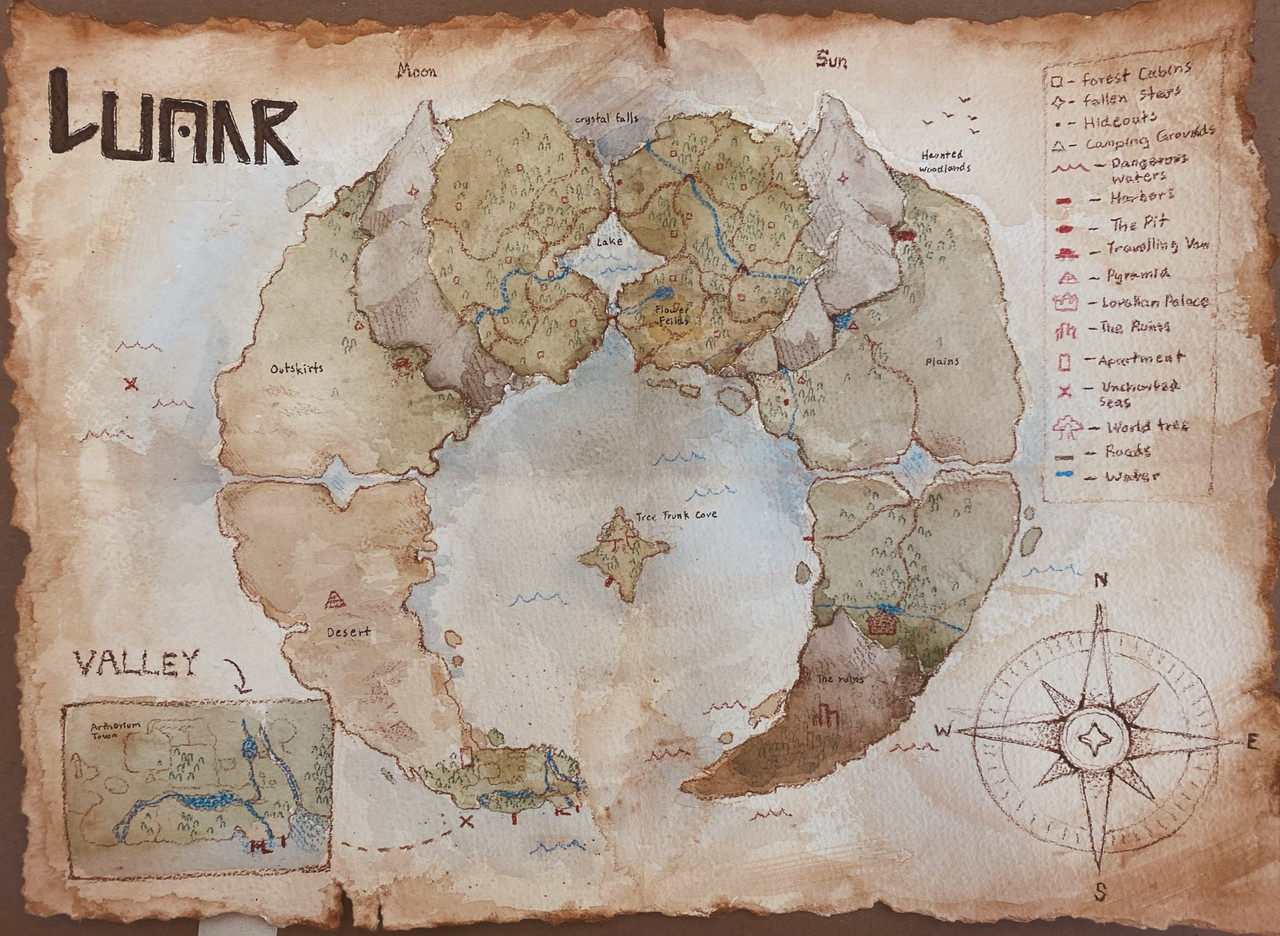 LUNAR
Moon
Sun
crystal falls
Haunted
Woodlands
Lake
Flower
Feilds
Outskirts
Plains
Tree Trunk Cove
Desert
The ruins
VALLEY
Town
forest Cabins
fallen Stars
Hideouts
Camping Grounds
Dangerous
waters
Harbors
The Pit
Travelling Van
Pyramid
Palace
The Ruins
Apartment
Uncharted
Seas
World tree
Roads
Water
N
W
E
S